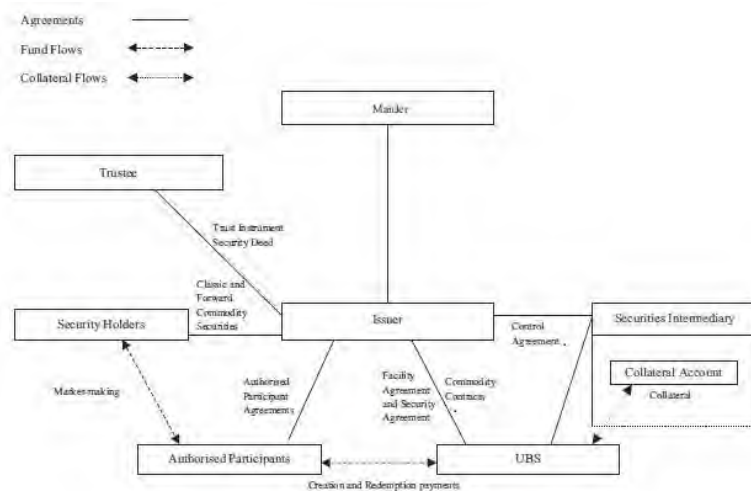 Agreements
Fund Flows
Collateral Flows
Manler
Trustee
Trust Instrument
Security Deed
Classic and
Forward
Commodity
Securities
Security Holders
Issuer
Securities Intermediary
Control
Agreement
Collateral Account
Collateral
Market-making
Authorised
Participant
Agreements
Facility
Agreement
and Security
Agreement
Commodity
Contracts
Authorised Participants
UBS
Creation and Redemption payments